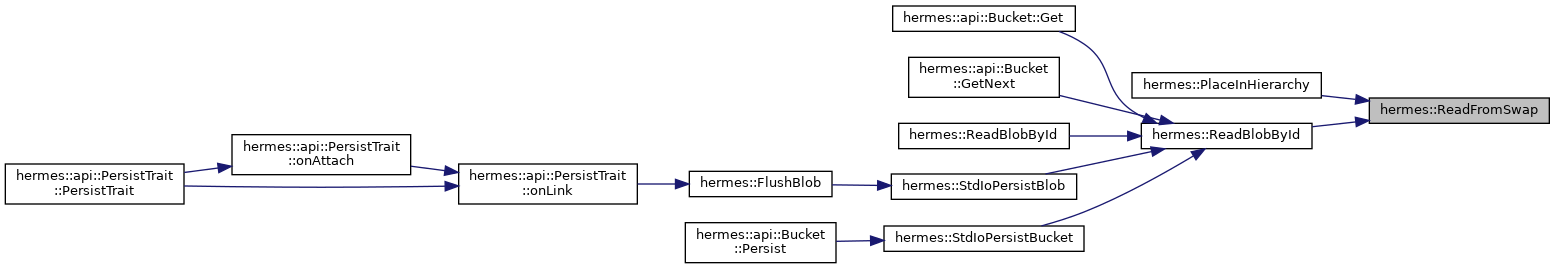 hermes::api::Bucket::Get
hermes::api::Bucket
::GetNext
hermes::PlaceInHierarchy
hermes::ReadFromSwap
hermes::ReadBlobById
hermes::ReadBlobById
hermes::api::PersistTrait
::onAttach
hermes::api::PersistTrait
::PersistTrait
hermes::api::PersistTrait
::onLink
hermes::FlushBlob
hermes::StdIoPersistBlob
hermes::api::Bucket
::Persist
hermes::StdIoPersistBucket